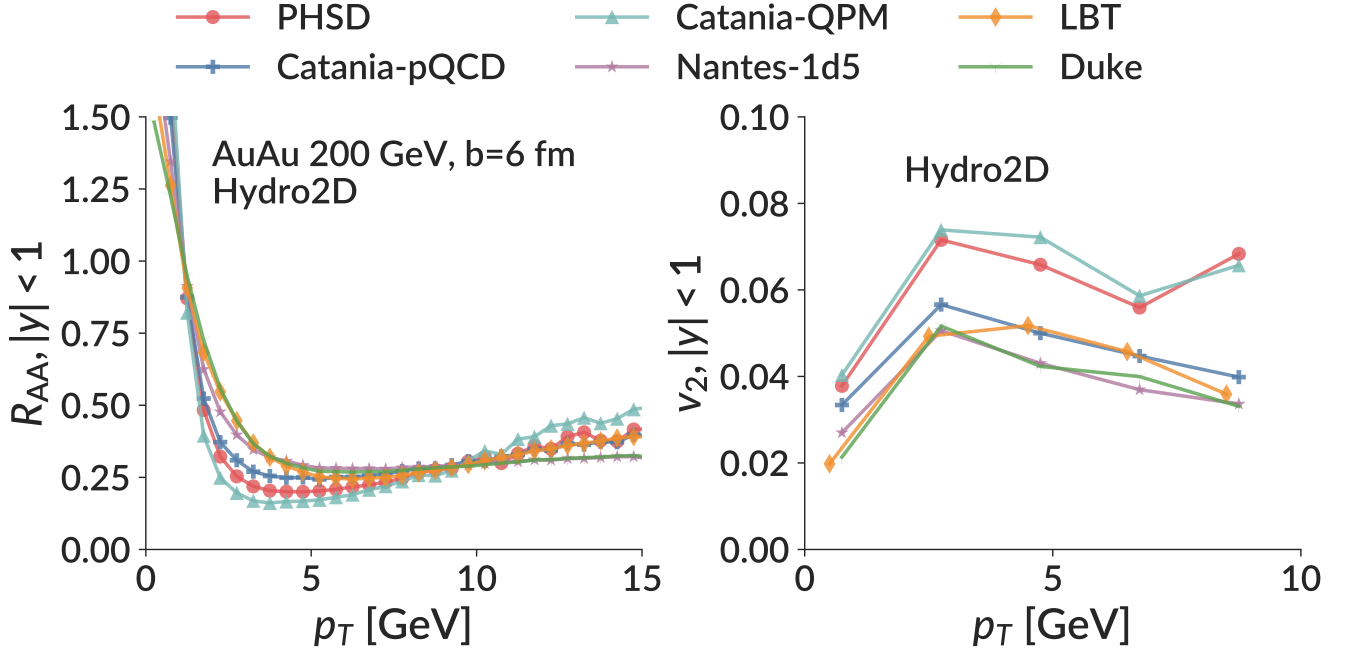 PHSD
Catania-QPM
LBT
Catania-pQCD
Nantes-1d5
Duke
1.50
1.25
1.00
0.75
0.50
0.25
0.00
R_AA, |y| < 1
AuAu 200 GeV, b=6 fm
Hydro2D
0
5
10
15
p_T [GeV]
0.10
0.08
0.06
0.04
0.02
0.00
v_2, |y| < 1
Hydro2D
0
5
10
p_T [GeV]